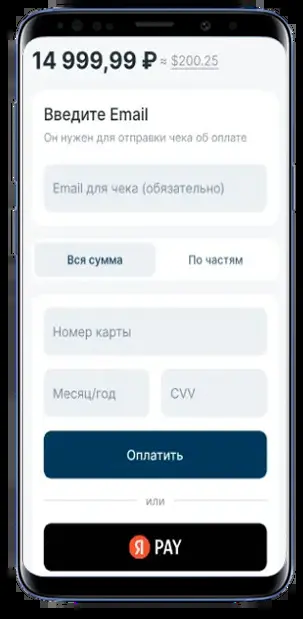 14 999,99 ₽ ≈ $200.25
Введите Email
Он нужен для отправки чека об оплате
Email для чека (обязательно)
Вся сумма По частям
Номер карты
Месяц/год CVV
Оплатить
или
Я PAY